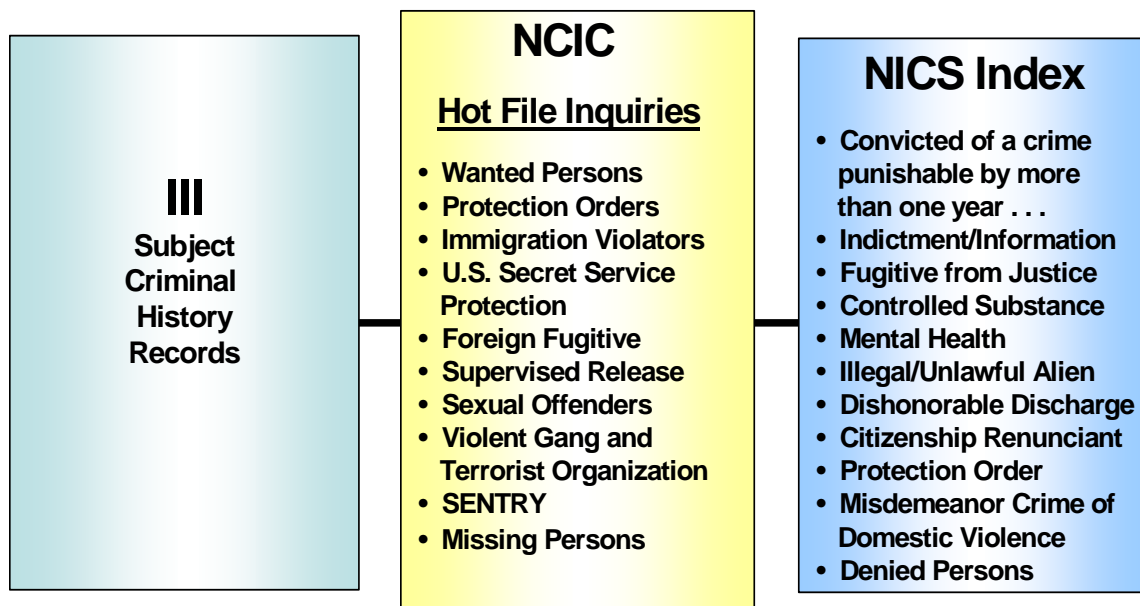 III
Subject
Criminal
History
Records
NCIC
Hot File Inquiries
• Wanted Persons
• Protection Orders
• Immigration Violators
• U.S. Secret Service
Protection
• Foreign Fugitive
• Supervised Release
• Sexual Offenders
• Violent Gang and
Terrorist Organization
• SENTRY
• Missing Persons
NICS Index
• Convicted of a crime
punishable by more
than one year . . .
• Indictment/Information
• Fugitive from Justice
• Controlled Substance
• Mental Health
• Illegal/Unlawful Alien
• Dishonorable Discharge
• Citizenship Renunciant
• Protection Order
• Misdemeanor Crime of
Domestic Violence
• Denied Persons